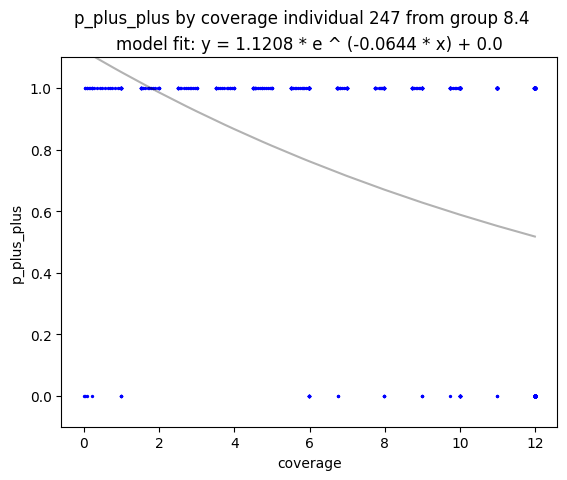 p_plus_plus by coverage individual 247 from group 8.4
model fit: y = 1.1208 * e ^ (-0.0644 * x) + 0.0
1.0
0.8
0.6
0.4
0.2
0.0
p_plus_plus
0 2 4 6 8 10 12
coverage